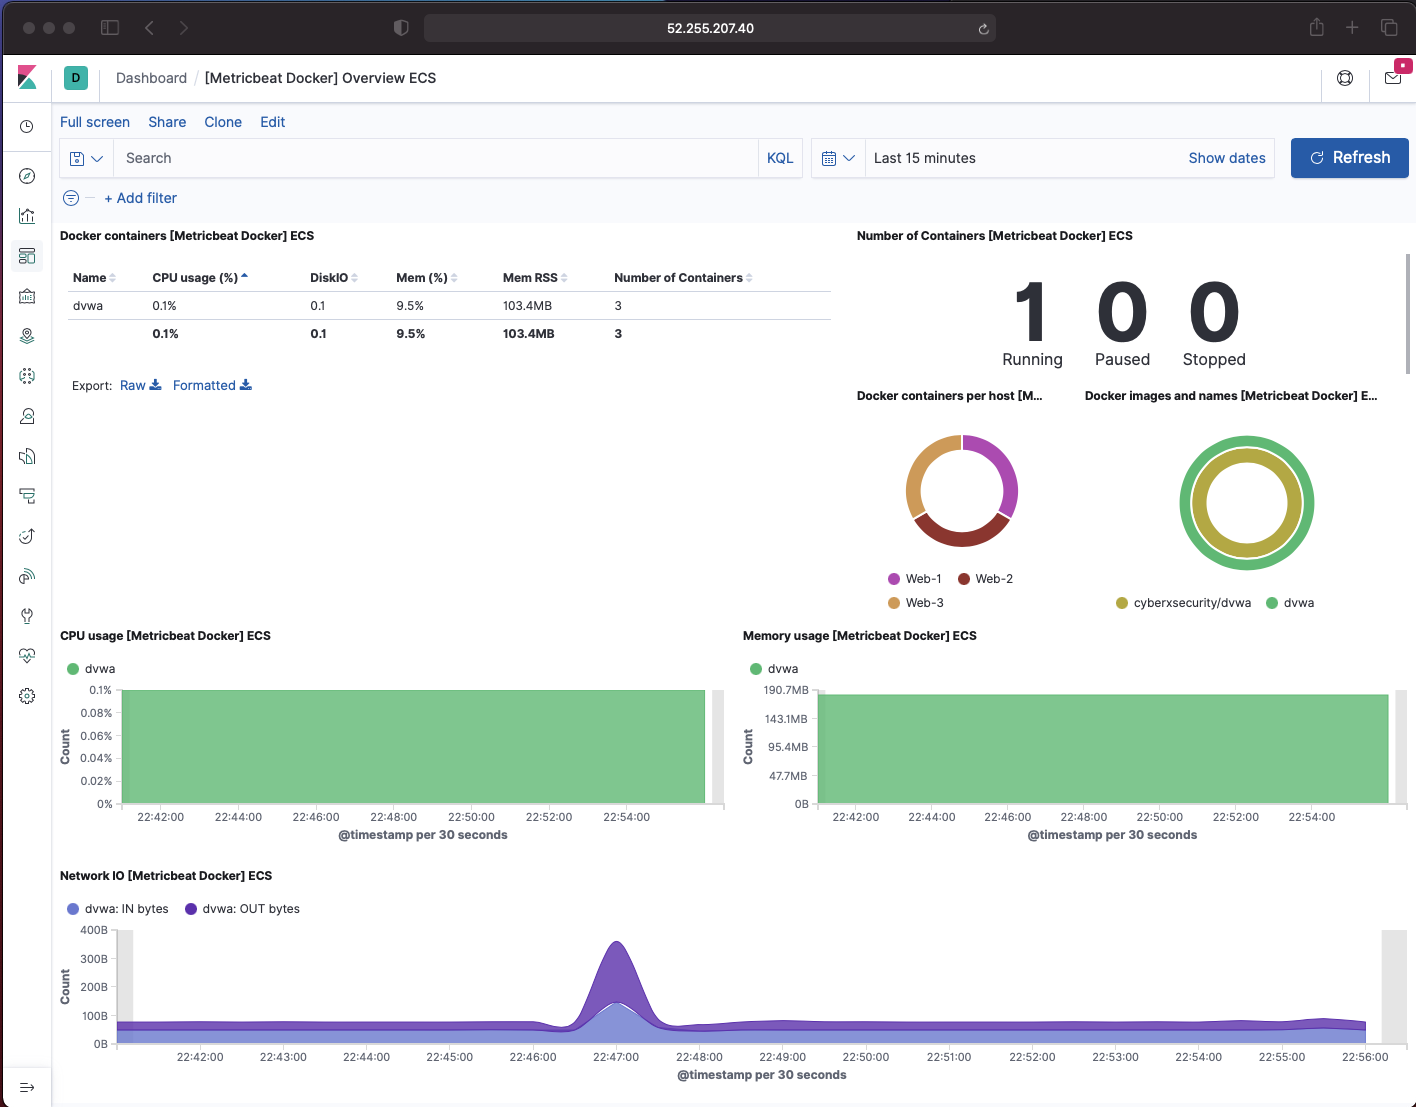 52.255.207.40
D Dashboard / [Metricbeat Docker] Overview ECS
Full screen Share Clone Edit
Search KQL Last 15 minutes Show dates Refresh
+ Add filter
Docker containers [Metricbeat Docker] ECS
Name CPU usage (%) DiskIO Mem (%) Mem RSS Number of Containers
dvwa 0.1% 0.1 9.5% 103.4MB 3
0.1% 0.1 9.5% 103.4MB 3
Export: Raw Formatted
Number of Containers [Metricbeat Docker] ECS
1 0 0
Running Paused Stopped
Docker containers per host [M...
Web-1 Web-2
Web-3
Docker images and names [Metricbeat Docker] E...
cyberxsecurity/dvwa dvwa
CPU usage [Metricbeat Docker] ECS
dvwa
0.1%
0.08%
0.06%
0.04%
0.02%
0%
Count
22:42:00 22:44:00 22:46:00 22:48:00 22:50:00 22:52:00 22:54:00
@timestamp per 30 seconds
Memory usage [Metricbeat Docker] ECS
dvwa
190.7MB
143.1MB
95.4MB
47.7MB
0B
Count
22:42:00 22:44:00 22:46:00 22:48:00 22:50:00 22:52:00 22:54:00
@timestamp per 30 seconds
Network IO [Metricbeat Docker] ECS
dvwa: IN bytes dvwa: OUT bytes
400B
300B
200B
100B
0B
Count
22:42:00 22:43:00 22:44:00 22:45:00 22:46:00 22:47:00 22:48:00 22:49:00 22:50:00 22:51:00 22:52:00 22:53:00 22:54:00 22:55:00 22:56:00
@timestamp per 30 seconds